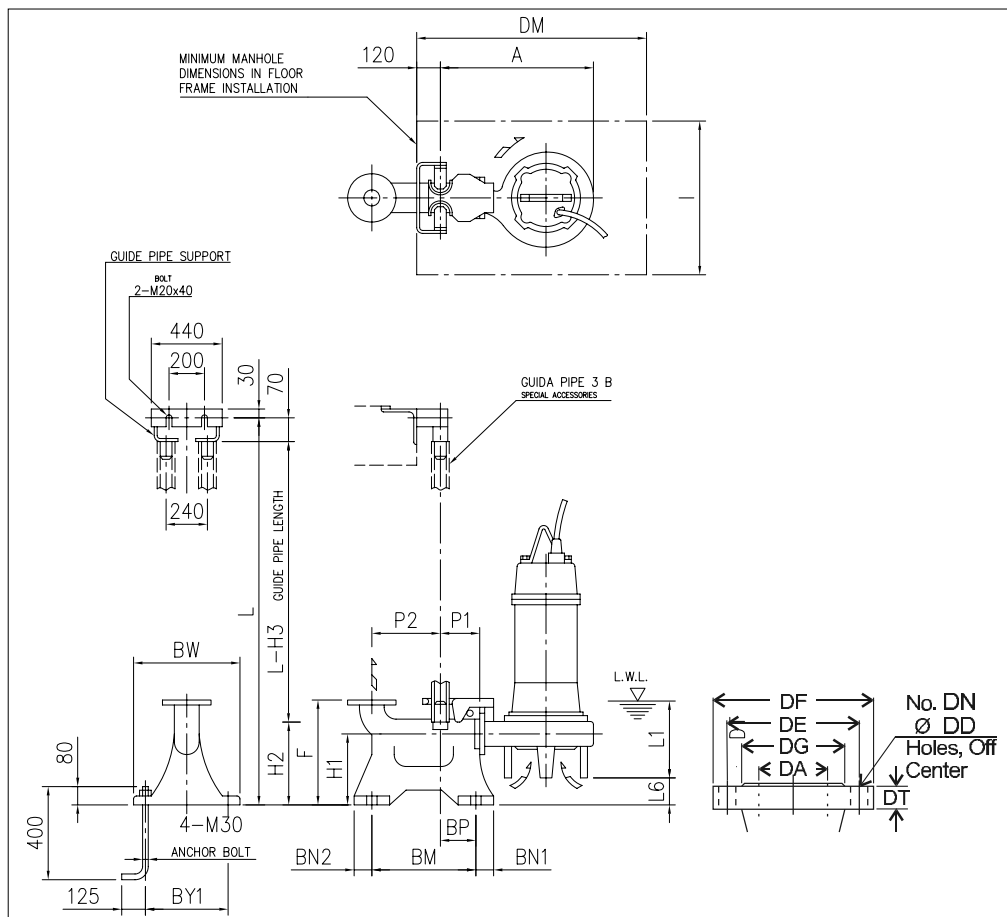 DM
120
A
MINIMUM MANHOLE
DIMENSIONS IN FLOOR
FRAME INSTALLATION
I
GUIDE PIPE SUPPORT
BOLT
2-M20x40
440
200
30
70
GUIDA PIPE 3 B
SPECIAL ACCESSORIES
240
L
L-H3
GUIDE PIPE LENGTH
P2
P1
BW
L.W.L.
DF
DE
DG
DA
D
No. DN
Ø DD
Holes, Off
Center
DT
80
H2
F
H1
L1
L6
400
4-M30
ANCHOR BOLT
BP
BN2
BM
BN1
125
BY1